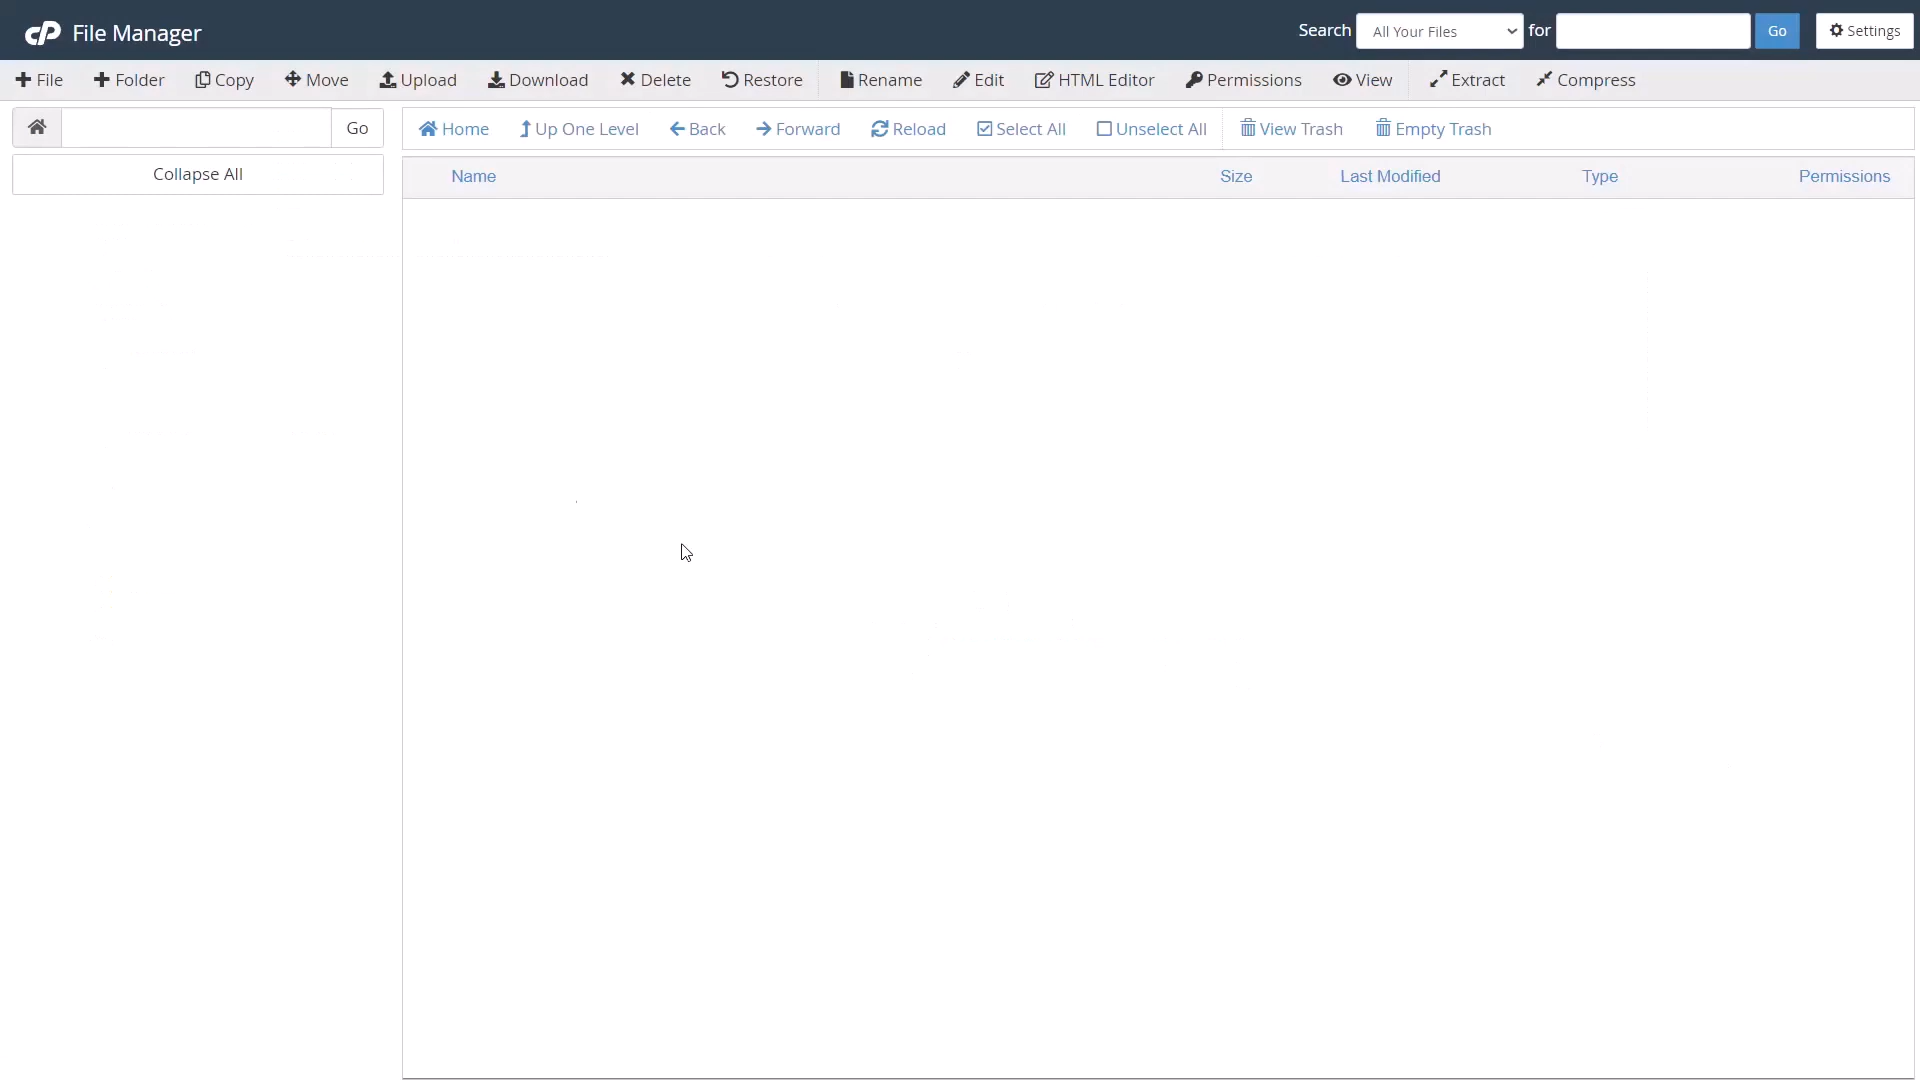 cP File Manager
Search All Your Files for Go Settings
File Folder Copy Move Upload Download Delete Restore Rename Edit HTML Editor Permissions View Extract Compress
Go
Home Up One Level Back Forward Reload Select All Unselect All View Trash Empty Trash
Collapse All
Name Size Last Modified Type Permissions